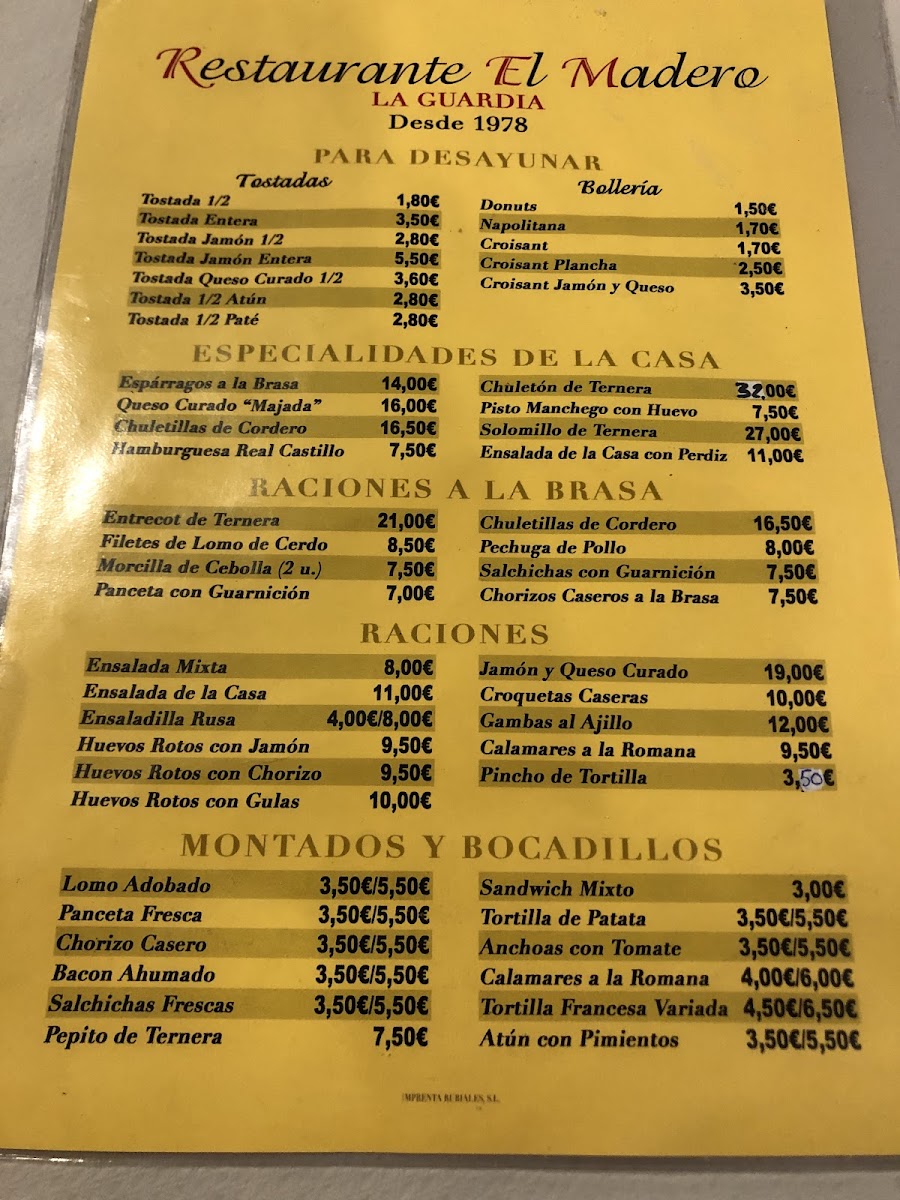 Restaurante El Madero
LA GUARDIA
Desde 1978
PARA DESAYUNAR
Tostadas
Tostada 1/2 1,80€
Tostada Entera 3,50€
Tostada Jamón 1/2 2,80€
Tostada Jamón Entera 5,50€
Tostada Queso Curado 1/2 3,60€
Tostada 1/2 Atún 2,80€
Tostada 1/2 Paté 2,80€
Bollería
Donuts 1,50€
Napolitana 1,70€
Croisant 1,70€
Croisant Plancha 2,50€
Croisant Jamón y Queso 3,50€
ESPECIALIDADES DE LA CASA
Espárragos a la Brasa 14,00€
Queso Curado “Majada” 16,00€
Chuletillas de Cordero 16,50€
Hamburguesa Real Castillo 7,50€
Chuletón de Ternera 32,00€
Pisto Manchego con Huevo 7,50€
Solomillo de Ternera 27,00€
Ensalada de la Casa con Perdiz 11,00€
RACIONES A LA BRASA
Entrecot de Ternera 21,00€
Filetes de Lomo de Cerdo 8,50€
Morcilla de Cebolla (2 u.) 7,50€
Panceta con Guarnición 7,00€
Chuletillas de Cordero 16,50€
Pechuga de Pollo 8,00€
Salchichas con Guarnición 7,50€
Chorizos Caseros a la Brasa 7,50€
RACIONES
Ensalada Mixta 8,00€
Ensalada de la Casa 11,00€
Ensaladilla Rusa 4,00€/8,00€
Huevos Rotos con Jamón 9,50€
Huevos Rotos con Chorizo 9,50€
Huevos Rotos con Gulas 10,00€
Jamón y Queso Curado 19,00€
Croquetas Caseras 10,00€
Gambas al Ajillo 12,00€
Calamares a la Romana 9,50€
Pincho de Tortilla 3,50€
MONTADOS Y BOCADILLOS
Lomo Adobado 3,50€/5,50€
Panceta Fresca 3,50€/5,50€
Chorizo Casero 3,50€/5,50€
Bacon Ahumado 3,50€/5,50€
Salchichas Frescas 3,50€/5,50€
Pepito de Ternera 7,50€
Sandwich Mixto 3,00€
Tortilla de Patata 3,50€/5,50€
Anchoas con Tomate 3,50€/5,50€
Calamares a la Romana 4,00€/6,00€
Tortilla Francesa Variada 4,50€/6,50€
Atún con Pimientos 3,50€/5,50€
IMPRENTA RUBIALES, S.L.